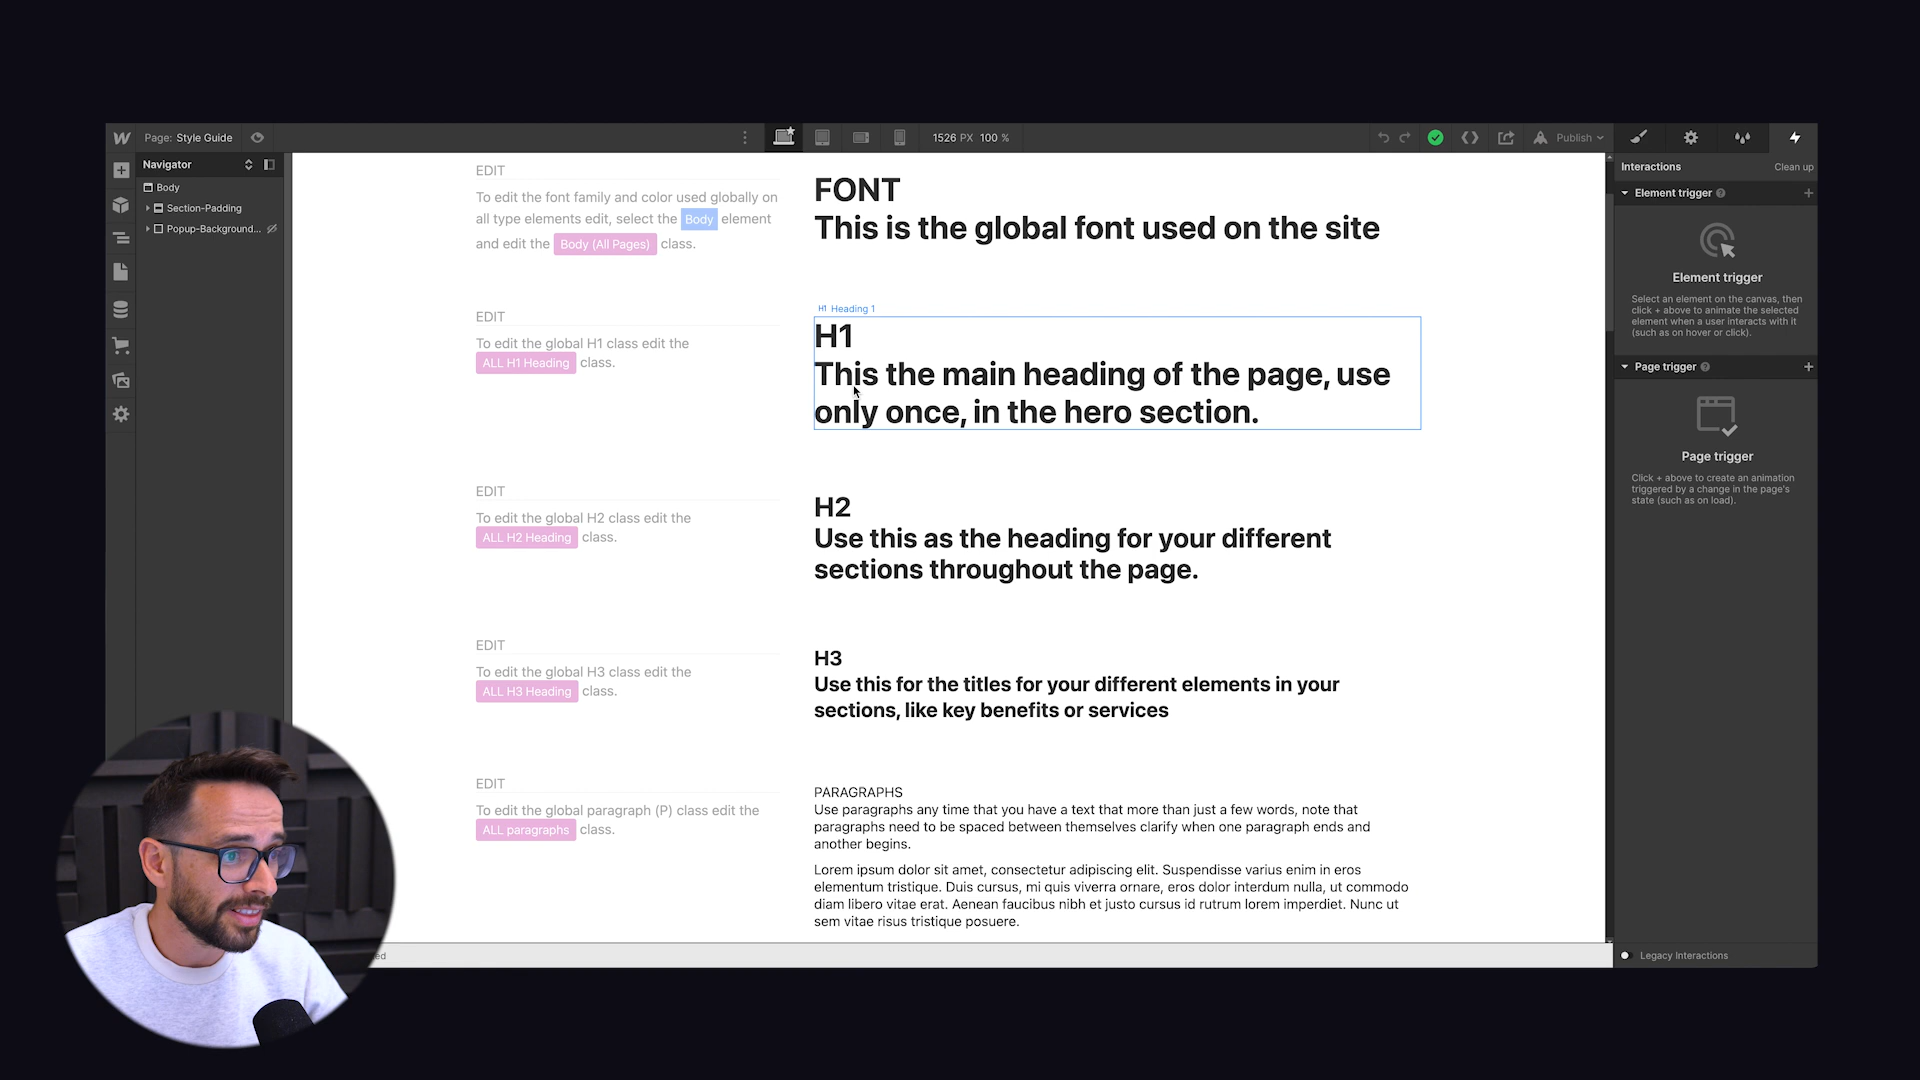 Page: Style Guide
1526 PX 100 %
Publish
Navigator
Body
Section-Padding
Popup-Background...
EDIT
To edit the font family and color used globally on
all type elements edit, select the Body element
and edit the Body (All Pages) class.
FONT
This is the global font used on the site
EDIT
To edit the global H1 class edit the
ALL H1 Heading class.
H1 Heading 1
H1
This the main heading of the page, use
only once, in the hero section.
EDIT
To edit the global H2 class edit the
ALL H2 Heading class.
H2
Use this as the heading for your different
sections throughout the page.
EDIT
To edit the global H3 class edit the
ALL H3 Heading class.
H3
Use this for the titles for your different elements in your
sections, like key benefits or services
EDIT
To edit the global paragraph (P) class edit the
ALL paragraphs class.
PARAGRAPHS
Use paragraphs any time that you have a text that more than just a few words, note that
paragraphs need to be spaced between themselves clarify when one paragraph ends and
another begins.
Lorem ipsum dolor sit amet, consectetur adipiscing elit. Suspendisse varius enim in eros
elementum tristique. Duis cursus, mi quis viverra ornare, eros dolor interdum nulla, ut commodo
diam libero vitae erat. Aenean faucibus nibh et justo cursus id rutrum lorem imperdiet. Nunc ut
sem vitae risus tristique posuere.
Interactions
Clean up
Element trigger
Element trigger
Select an element on the canvas, then
click + above to animate the selected
element when a user interacts with it
(such as on hover or click).
Page trigger
Page trigger
Click + above to create an animation
triggered by a change in the page's
state (such as on load).
Legacy Interactions